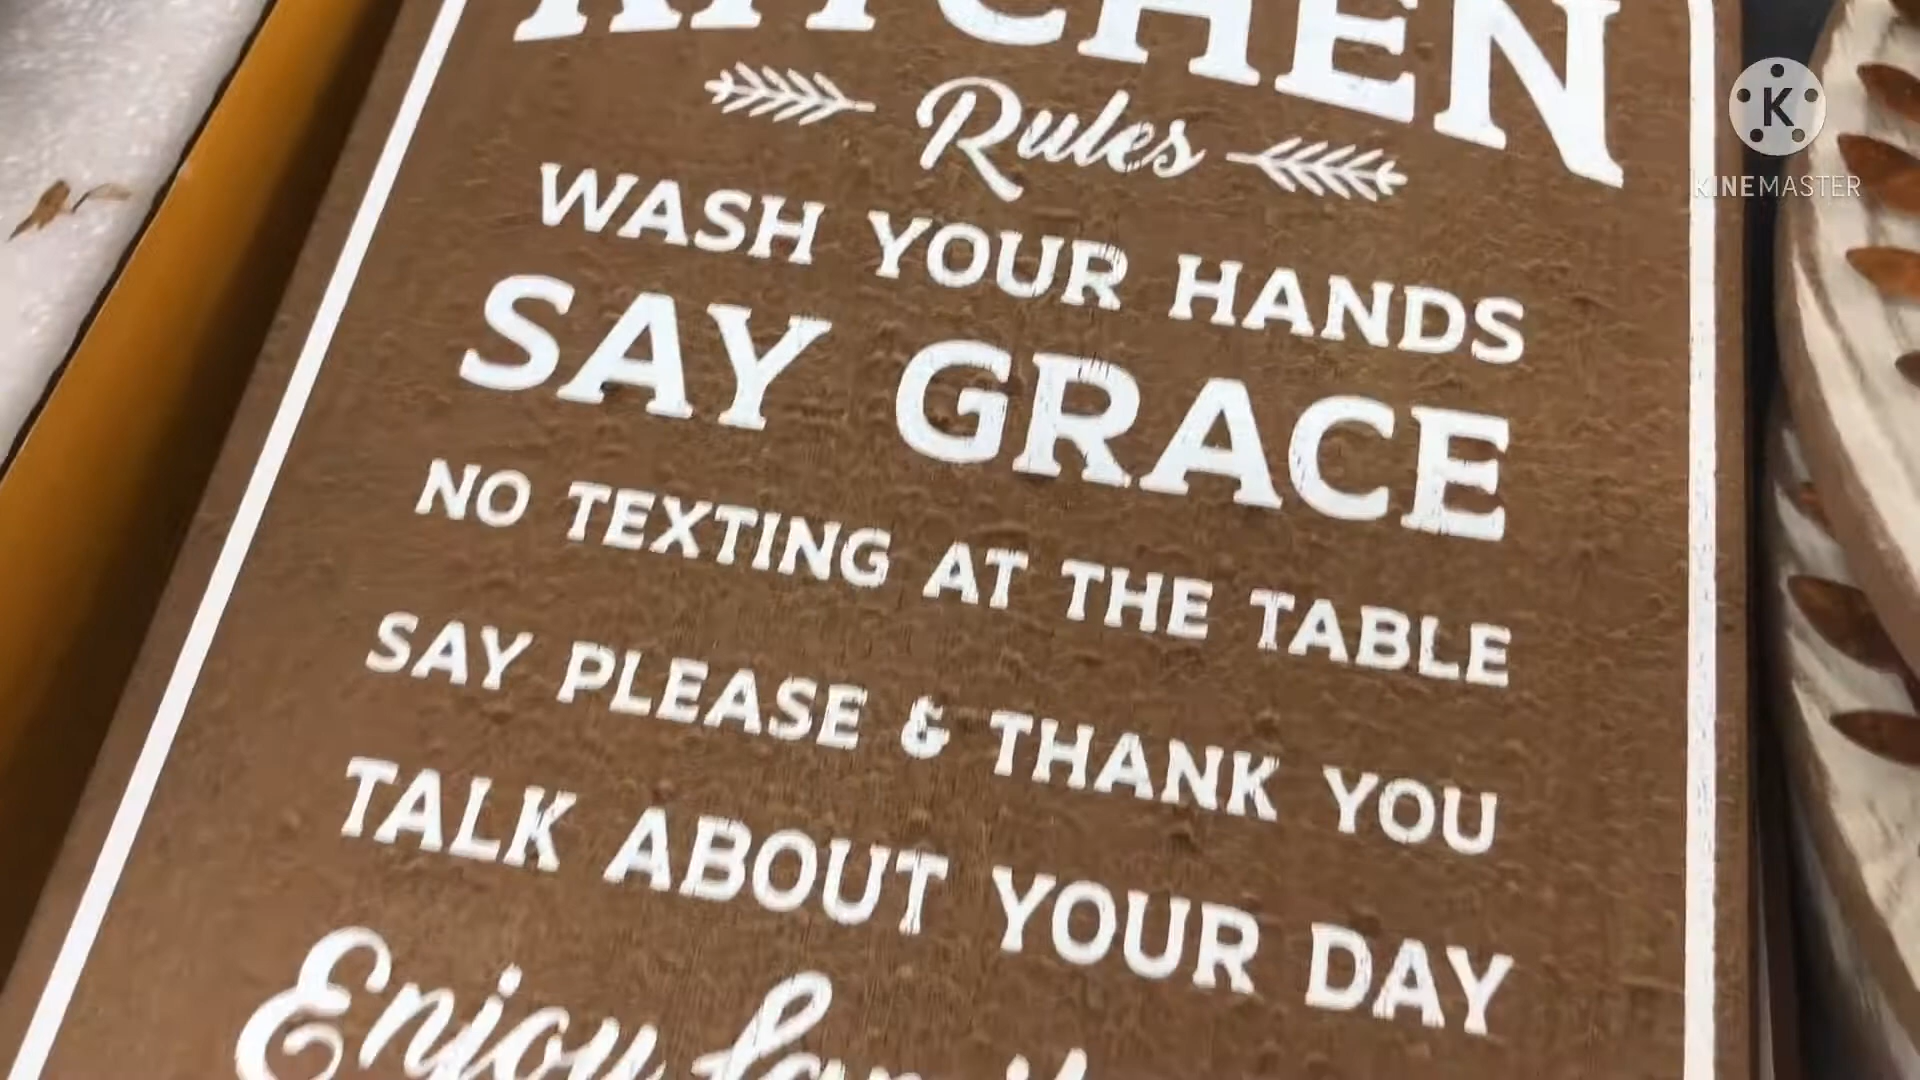 KITCHEN
Rules
WASH YOUR HANDS
SAY GRACE
NO TEXTING AT THE TABLE
SAY PLEASE & THANK YOU
TALK ABOUT YOUR DAY
Enjoy
K
KINEMASTER